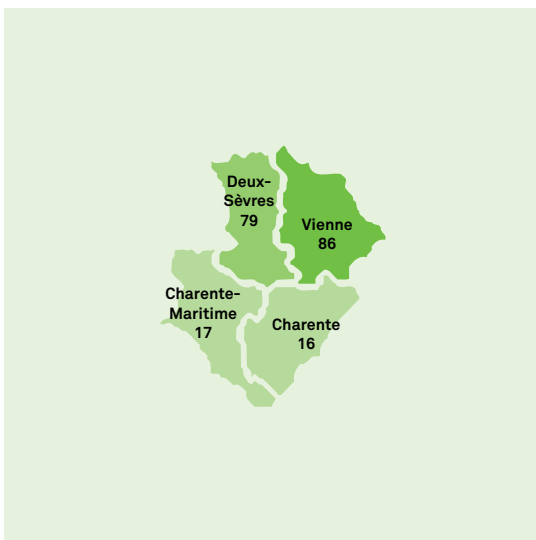 Deux-
Sèvres
79
Vienne
86
Charente-
Maritime
17
Charente
16